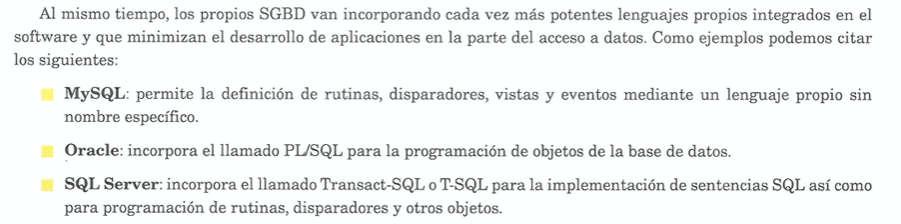 Al mismo tiempo, los propios SGBD van incorporando cada vez más potentes lenguajes propios integrados en el
software y que minimizan el desarrollo de aplicaciones en la parte del acceso a datos. Como ejemplos podemos citar
los siguientes:
MySQL: permite la definición de rutinas, disparadores, vistas y eventos mediante un lenguaje propio sin
nombre específico.
Oracle: incorpora el llamado PL/SQL para la programación de objetos de la base de datos.
SQL Server: incorpora el llamado Transact-SQL o T-SQL para la implementación de sentencias SQL así como
para programación de rutinas, disparadores y otros objetos.